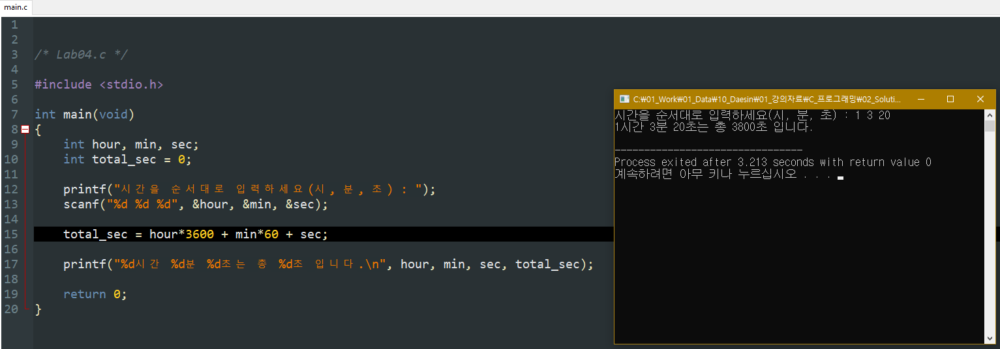 main.c
1
2
3 /* Lab04.c */
4
5 #include <stdio.h>
6
7 int main(void)
8 {
9 int hour, min, sec;
10 int total_sec = 0;
11
12 printf("시간을 순서대로 입력하세요(시, 분, 초) : ");
13 scanf("%d %d %d", &hour, &min, &sec);
14
15 total_sec = hour*3600 + min*60 + sec;
16
17 printf("%d시간 %d분 %d초는 총 %d초 입니다.\n", hour, min, sec, total_sec);
18
19 return 0;
20 }
C:₩01_Work₩01_Data₩10_Daesin₩01_강의자료₩C_프로그래밍₩02_Soluti...
시간을 순서대로 입력하세요(시, 분, 초) : 1 3 20
1시간 3분 20초는 총 3800초 입니다.
--------------------------------
Process exited after 3.213 seconds with return value 0
계속하려면 아무 키나 누르십시오 . . .